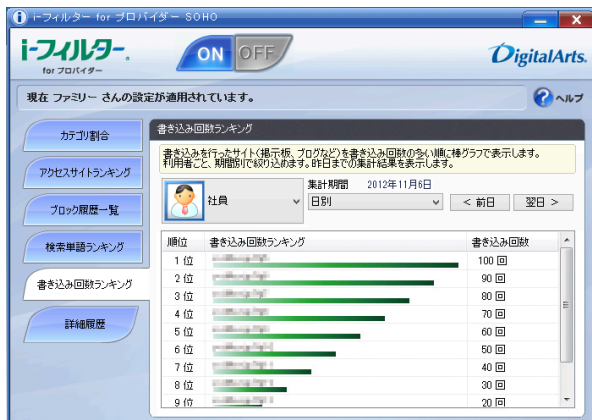 i-フィルター for プロバイダー SOHO
i-フィルター®
for プロバイダー
ON OFF
DigitalArts®
現在 ファミリー さんの設定が適用されています。
ヘルプ
カテゴリ割合
アクセスサイトランキング
ブロック履歴一覧
検索単語ランキング
書き込み回数ランキング
詳細履歴
書き込み回数ランキング
書き込みを行ったサイト(掲示板、ブログなど)を書き込み回数の多い順に棒グラフで表示します。
利用者ごと、期間別で絞り込めます。昨日までの集計結果を表示します。
社員
集計期間 2012年11月6日
日別
< 前日 翌日 >
順位 書き込み回数ランキング 書き込み回数
1 位 100 回
2 位 90 回
3 位 80 回
4 位 70 回
5 位 60 回
6 位 50 回
7 位 40 回
8 位 30 回
9 位 20 回